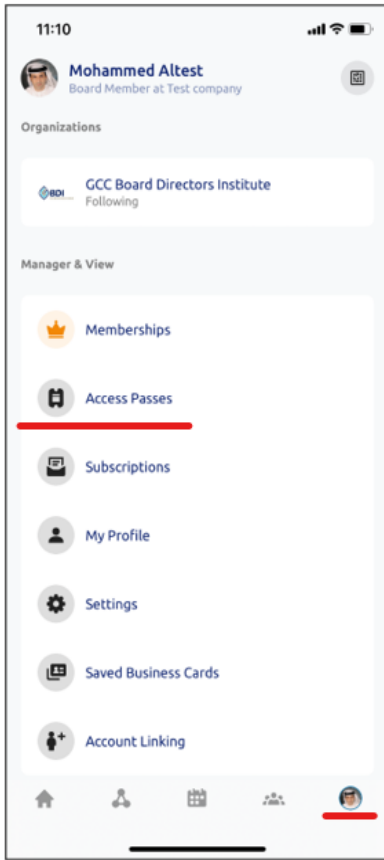 11:10
Mohammed Altest
Board Member at Test company
Organizations
BDI
GCC Board Directors Institute
Following
Manager & View
Memberships
Access Passes
Subscriptions
My Profile
Settings
Saved Business Cards
Account Linking